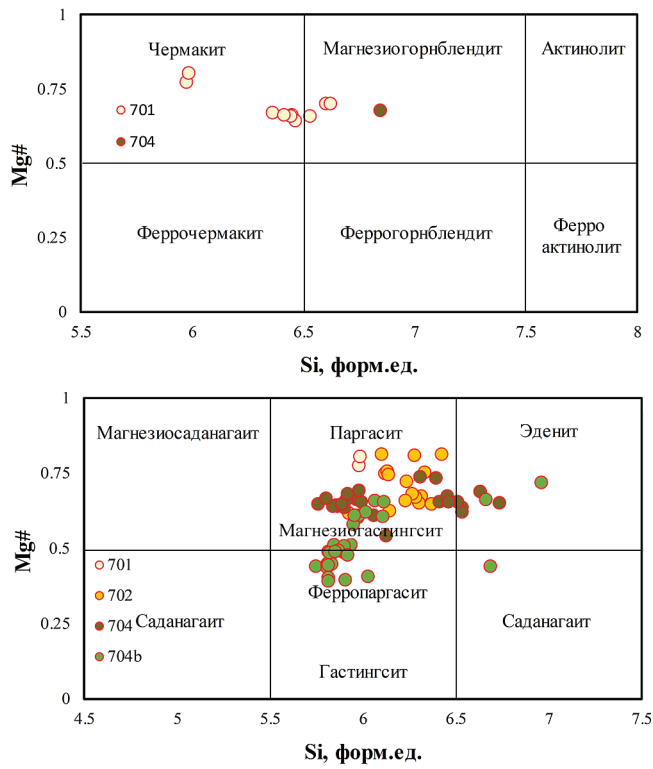 1
Чермакит
Магнезиогорнблендит
Актинолит
0.75
701
704
Mg#
0.5
Феррочермакит
Феррогорнблендит
Ферро
актинолит
0.25
0
5.5
6
6.5
7
7.5
8
Si, форм.ед.
1
Магнезиосаданагаит
Паргасит
Эденит
0.75
Магнезиогастингсит
Mg#
0.5
701
702
704
704b
Ферропаргасит
Саданагаит
Саданагаит
0.25
Гастингсит
0
4.5
5
5.5
6
6.5
7
7.5
Si, форм.ед.